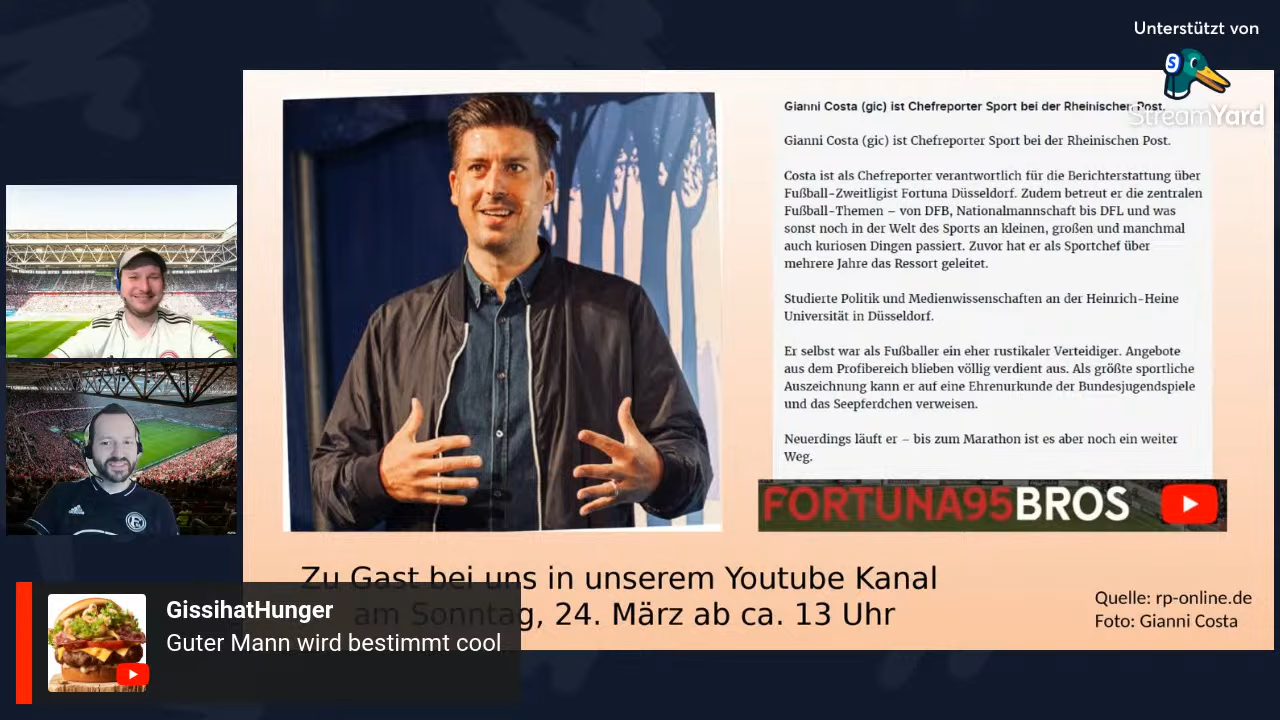 Unterstützt von
StreamYard
Gianni Costa (gic) ist Chefreporter Sport bei der Rheinischen Post.
Gianni Costa (gic) ist Chefreporter Sport bei der Rheinischen Post.
Costa ist als Chefreporter verantwortlich für die Berichterstattung über
Fußball-Zweitligist Fortuna Düsseldorf. Zudem betreut er die zentralen
Fußball-Themen – von DFB, Nationalmannschaft bis DFL und was
sonst noch in der Welt des Sports an kleinen, großen und manchmal
auch kuriosen Dingen passiert. Zuvor hat er als Sportchef über
mehrere Jahre das Ressort geleitet.
Studierte Politik und Medienwissenschaften an der Heinrich-Heine
Universität in Düsseldorf.
Er selbst war als Fußballer ein eher rustikaler Verteidiger. Angebote
aus dem Profibereich blieben völlig verdient aus. Als größte sportliche
Auszeichnung kann er auf eine Ehrenurkunde der Bundesjugendspiele
und das Seepferdchen verweisen.
Neuerdings läuft er – bis zum Marathon ist es aber noch ein weiter
Weg.
FORTUNA95BROS
Zu Gast bei uns in unserem Youtube Kanal
am Sonntag, 24. März ab ca. 13 Uhr
Quelle: rp-online.de
Foto: Gianni Costa
GissihatHunger
Guter Mann wird bestimmt cool